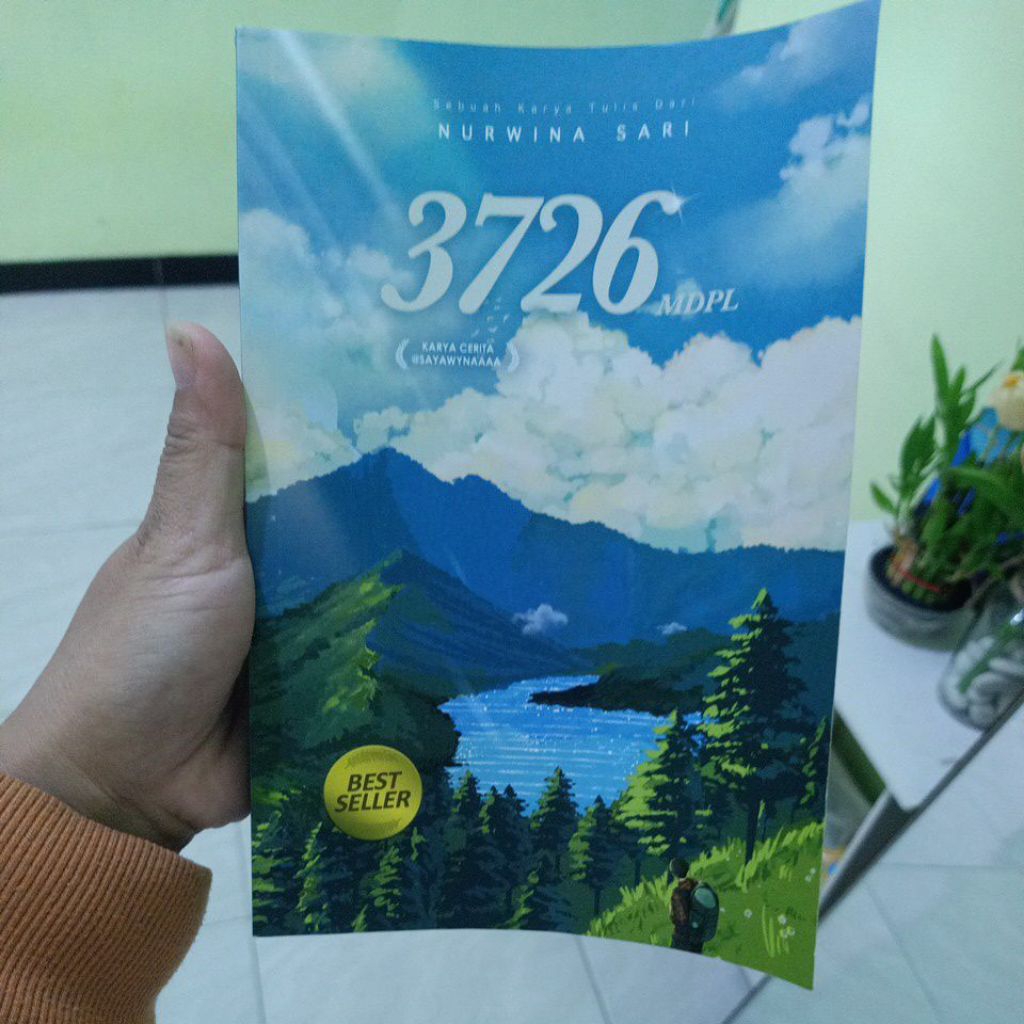 Sebuah Karya Tulis Dari
NURWINA SARI
3726
MDPL
KARYA CERITA
@SAYAWYNAAAA
BEST
SELLER